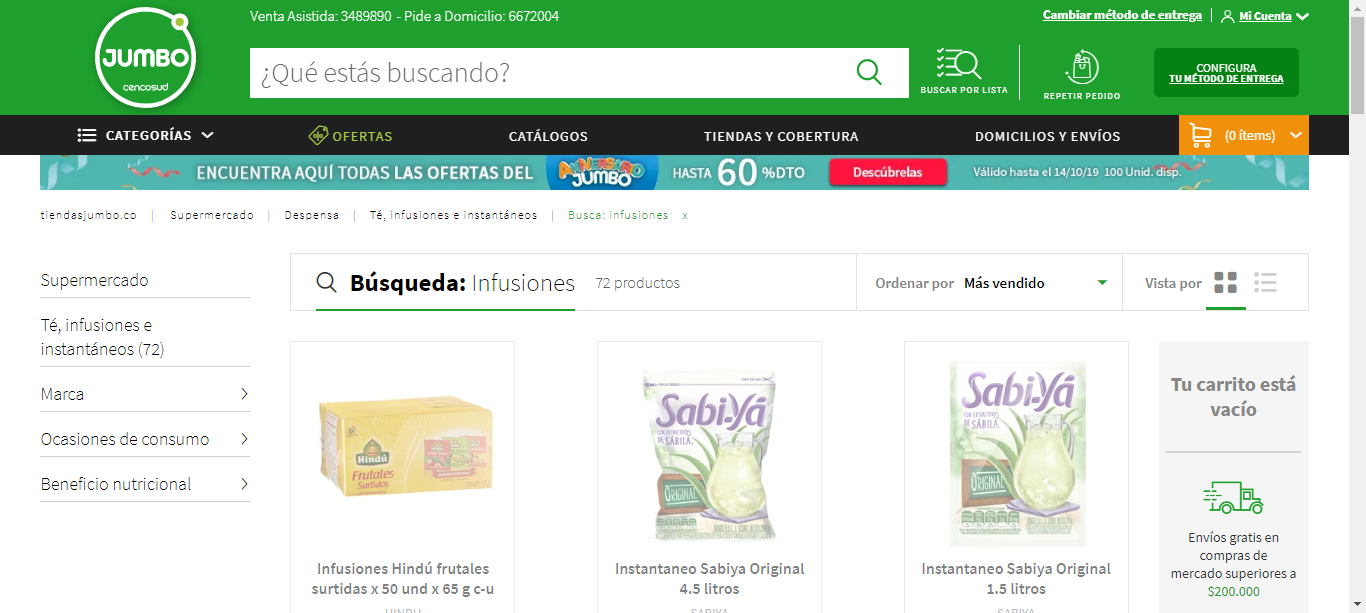 Venta Asistida: 3489890 - Pide a Domicilio: 6672004
Cambiar método de entrega
Mi Cuenta
JUMBO
cencosud
¿Qué estás buscando?
BUSCAR POR LISTA
REPETIR PEDIDO
CONFIGURA
TU MÉTODO DE ENTREGA
CATEGORÍAS
OFERTAS
CATÁLOGOS
TIENDAS Y COBERTURA
DOMICILIOS Y ENVÍOS
(0 ítems)
ENCUENTRA AQUÍ TODAS LAS OFERTAS DEL
ANIVERSARIO
JUMBO
HASTA 60 %DTO
Descúbrelas
Válido hasta el 14/10/19 100 Unid. disp.
tiendasjumbo.co | Supermercado | Despensa | Té, infusiones e instantáneos | Busca: infusiones x
Supermercado
Té, infusiones e
instantáneos (72)
Marca
Ocasiones de consumo
Beneficio nutricional
Búsqueda: Infusiones
72 productos
Ordenar por Más vendido
Vista por
Hindú
Frutales
Surtidos
Infusiones Hindú frutales
surtidas x 50 und x 65 g c-u
HINDU
Sabi-Yá
CON EXTRACTOS
DE SÁBILA
ORIGINAL
Instantaneo Sabiya Original
4.5 litros
SABIYA
Sabi-Yá
CON EXTRACTOS
DE SÁBILA
ORIGINAL
Instantaneo Sabiya Original
1.5 litros
SABIYA
Tu carrito está
vacío
Envíos gratis en
compras de
mercado superiores a
$200.000